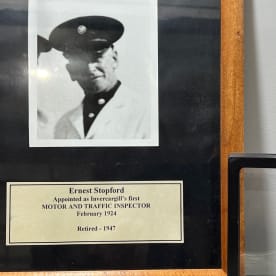 Ernest Stopford
Appointed as Invercargill's first
MOTOR AND TRAFFIC INSPECTOR
February 1924
Retired - 1947